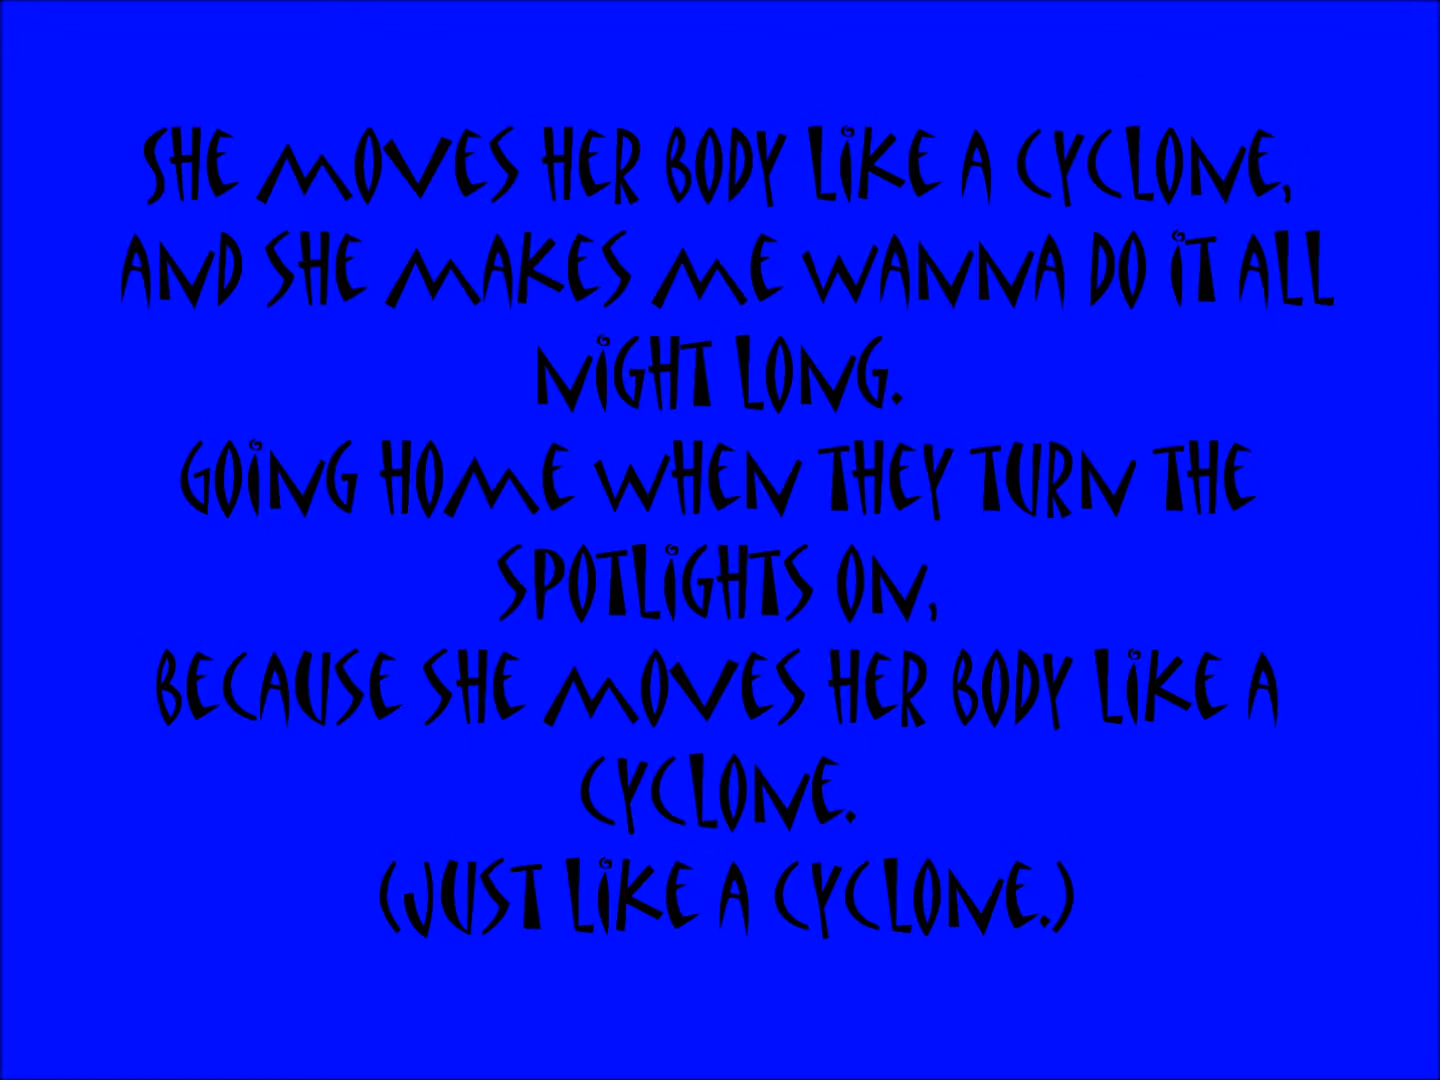 SHE MOVES HER BODY LIKE A CYCLONE,
AND SHE MAKES ME WANNA DO IT ALL
NIGHT LONG.
GOING HOME WHEN THEY TURN THE
SPOTLIGHTS ON,
BECAUSE SHE MOVES HER BODY LIKE A
CYCLONE.
(JUST LIKE A CYCLONE.)